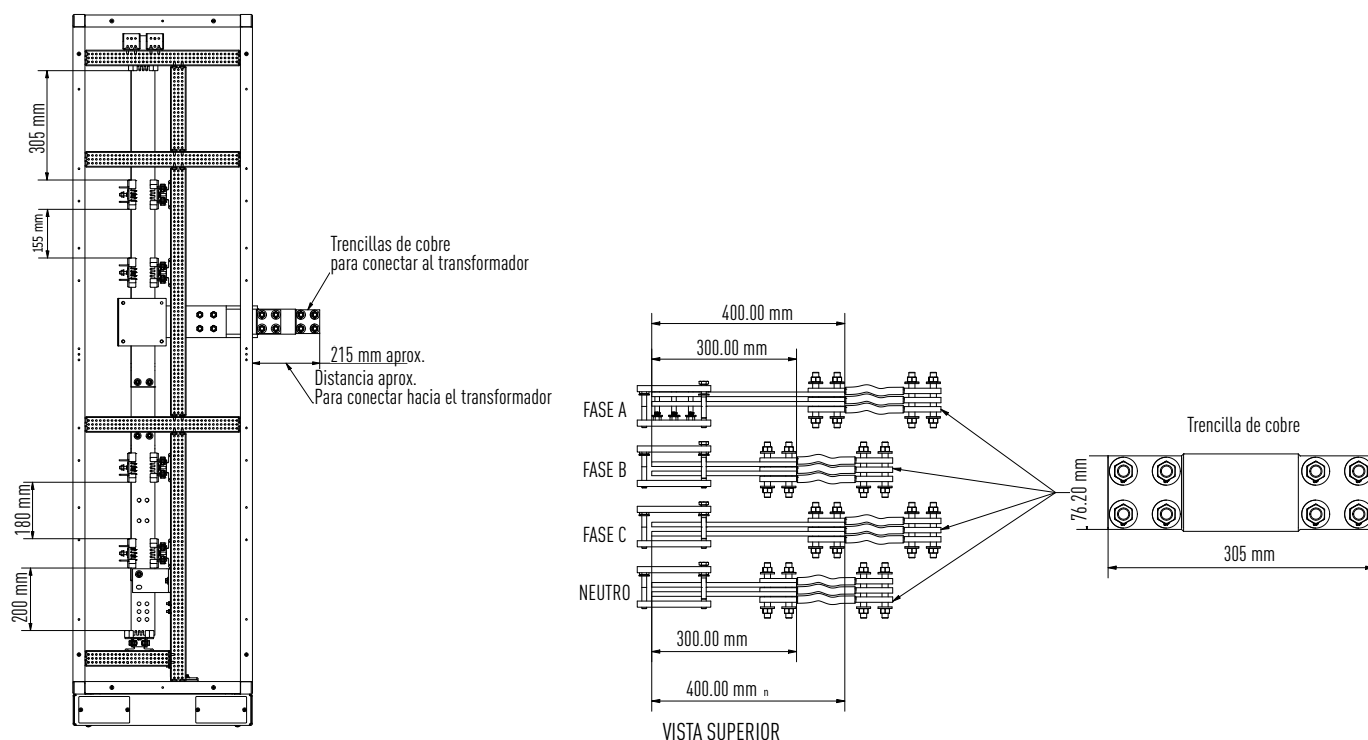 305 mm
155 mm
Trencillas de cobre
para conectar al transformador
215 mm aprox.
Distancia aprox.
Para conectar hacia el transformador
180 mm
200 mm
400.00 mm
300.00 mm
FASE A
FASE B
FASE C
NEUTRO
300.00 mm
400.00 mm n
VISTA SUPERIOR
Trencilla de cobre
76.20 mm
305 mm